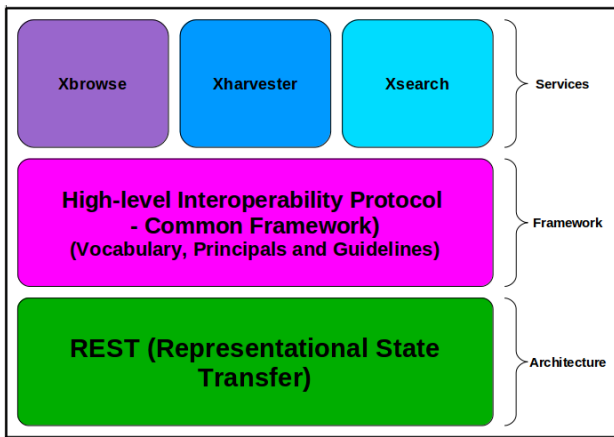 Xbrowse
Xharvester
Xsearch
Services
High-level Interoperability Protocol
- Common Framework)
(Vocabulary, Principals and Guidelines)
Framework
REST (Representational State
Transfer)
Architecture